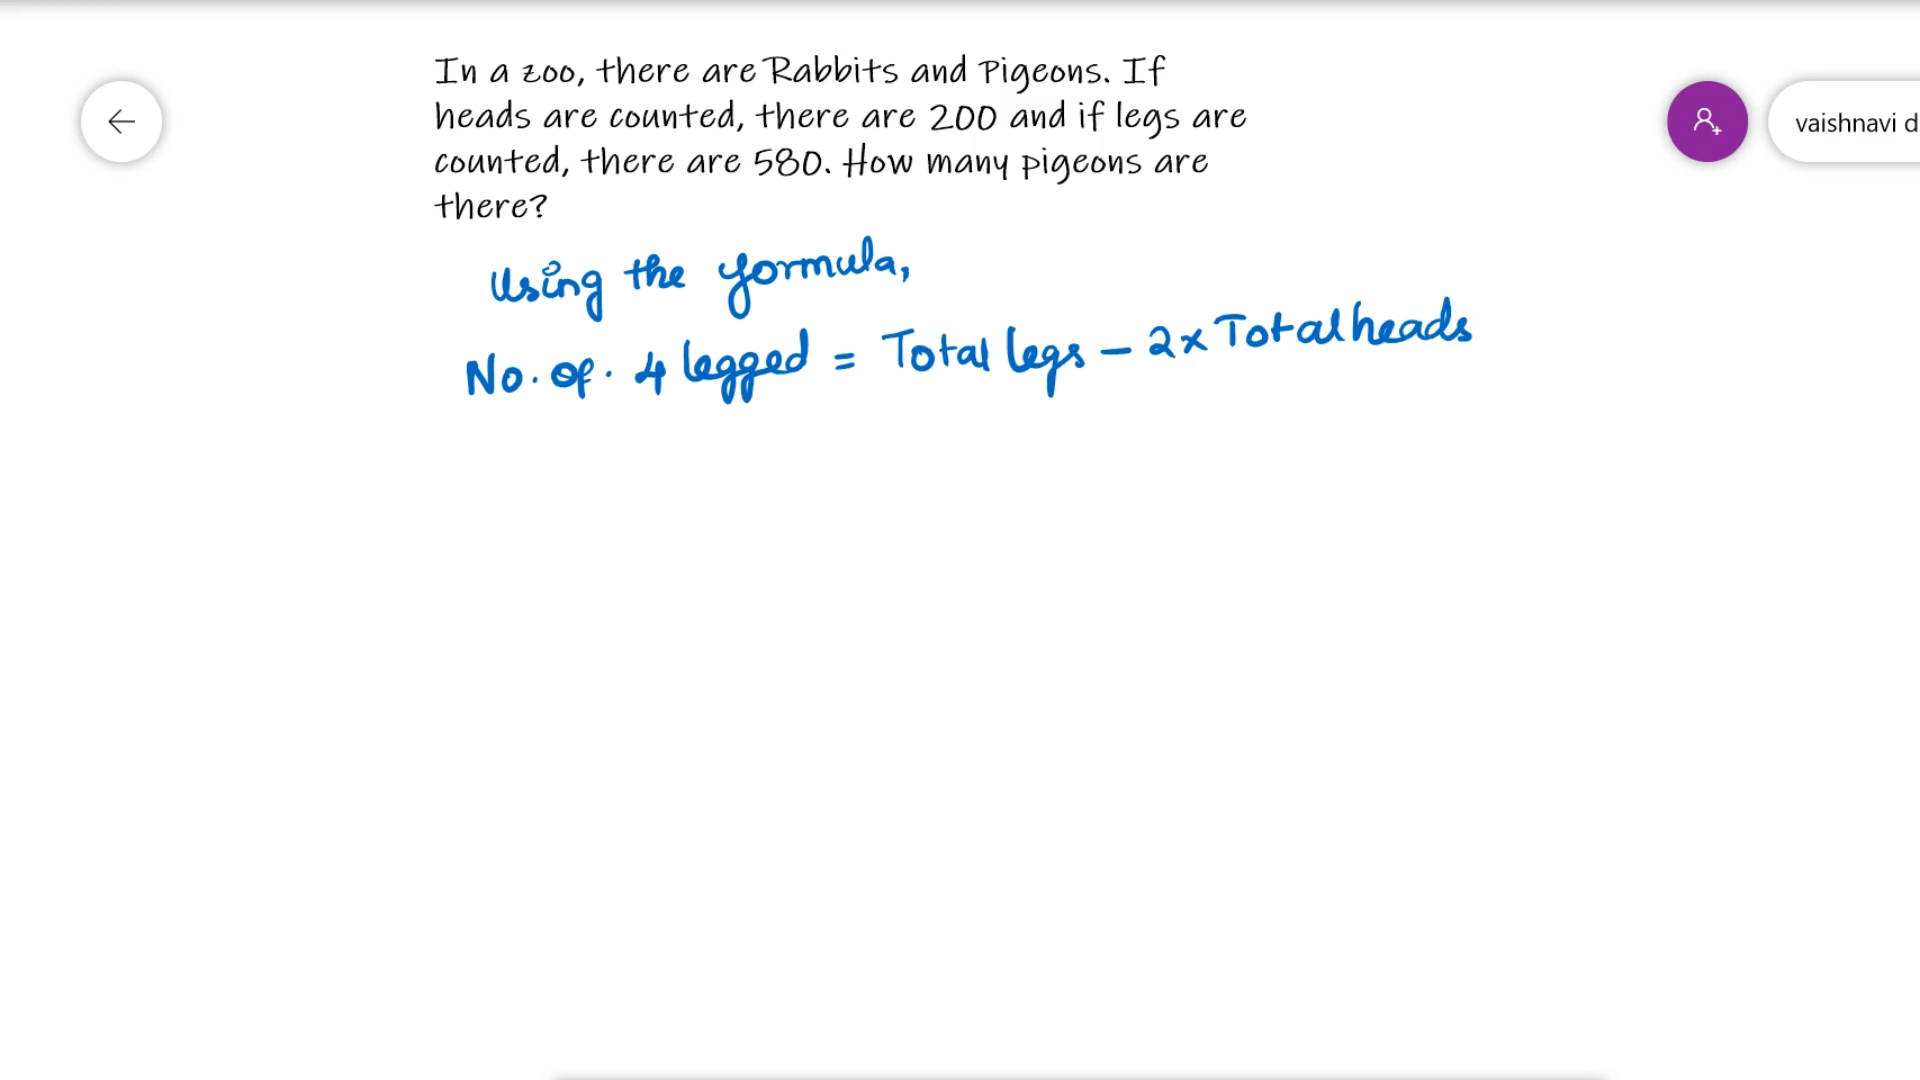 In a zoo, there are Rabbits and Pigeons. If
heads are counted, there are 200 and if legs are
counted, there are 580. How many pigeons are
there?
vaishnavi d
Using the formula,
No. of. 4 legged = Total legs - 2x Total heads